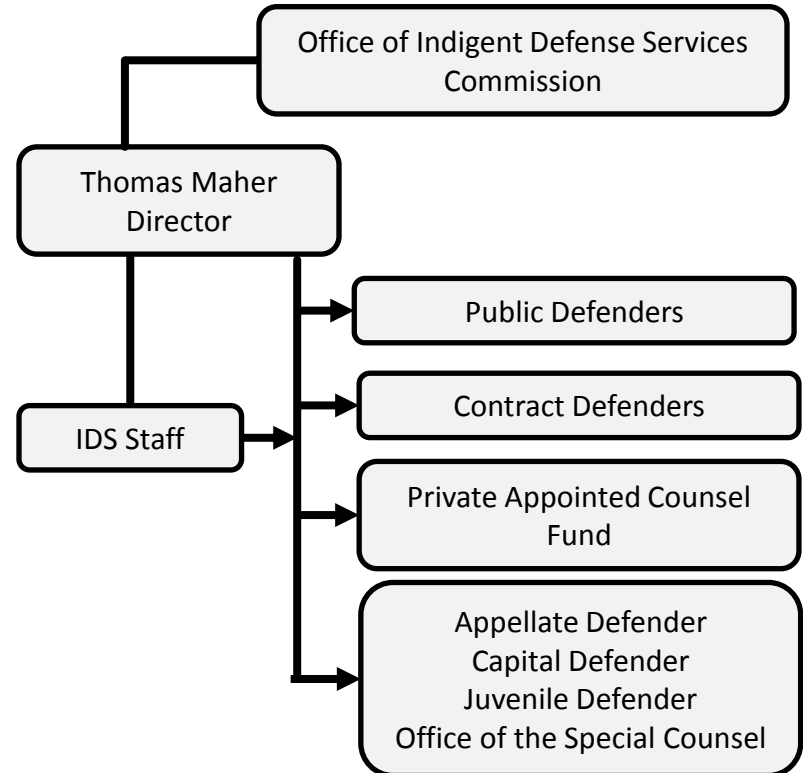 Office of Indigent Defense Services
Commission
Thomas Maher
Director
Public Defenders
Contract Defenders
IDS Staff
Private Appointed Counsel
Fund
Appellate Defender
Capital Defender
Juvenile Defender
Office of the Special Counsel